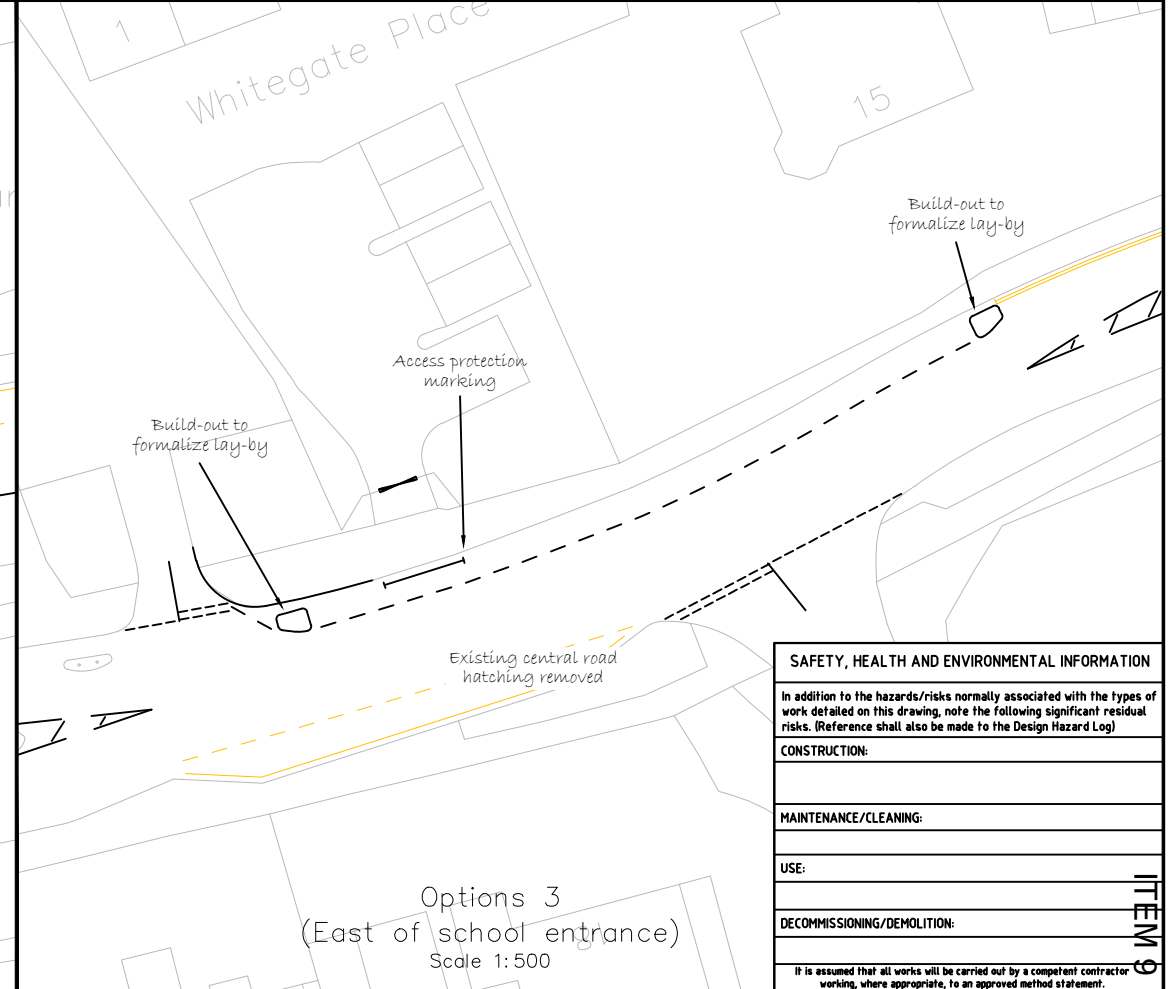 1
Whitegate Place
15
Build-out to
formalize lay-by
Access protection
marking
Build-out to
formalize lay-by
Existing central road
hatching removed
SAFETY, HEALTH AND ENVIRONMENTAL INFORMATION
In addition to the hazards/risks normally associated with the types of
work detailed on this drawing, note the following significant residual
risks. (Reference shall also be made to the Design Hazard Log)
CONSTRUCTION:
MAINTENANCE/CLEANING:
USE:
DECOMMISSIONING/DEMOLITION:
It is assumed that all works will be carried out by a competent contractor
working, where appropriate, to an approved method statement.
ITEM 9
Options 3
(East of school entrance)
Scale 1:500